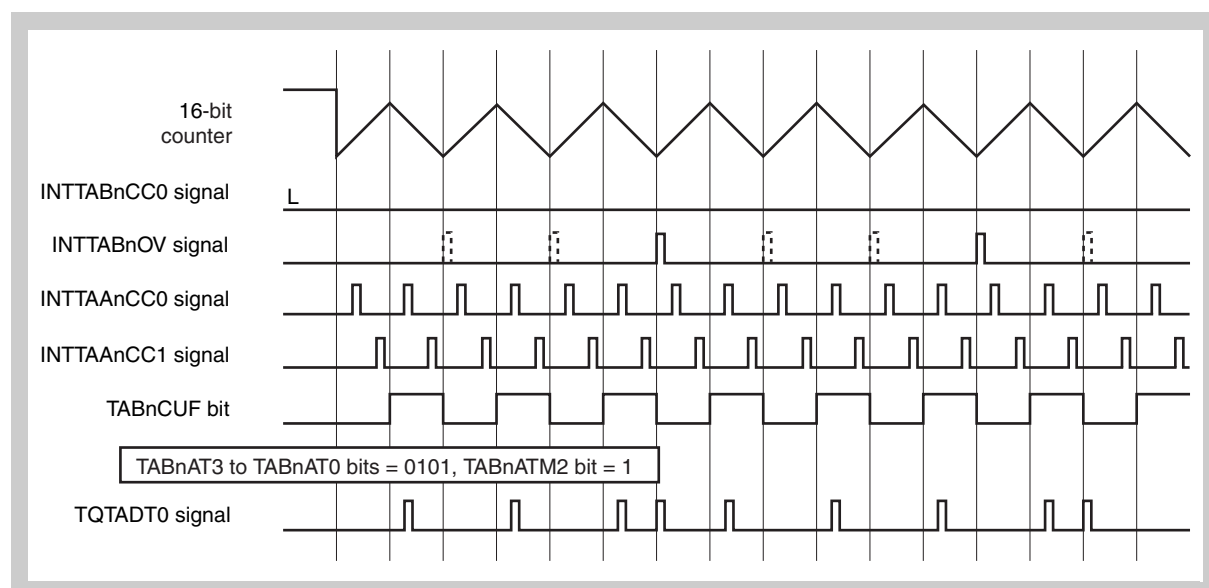 16-bit
counter
INTTABnCC0 signal
L
INTTABnOV signal
INTTAAnCC0 signal
INTTAAnCC1 signal
TABnCUF bit
TABnAT3 to TABnAT0 bits = 0101, TABnATM2 bit = 1
TQTADT0 signal